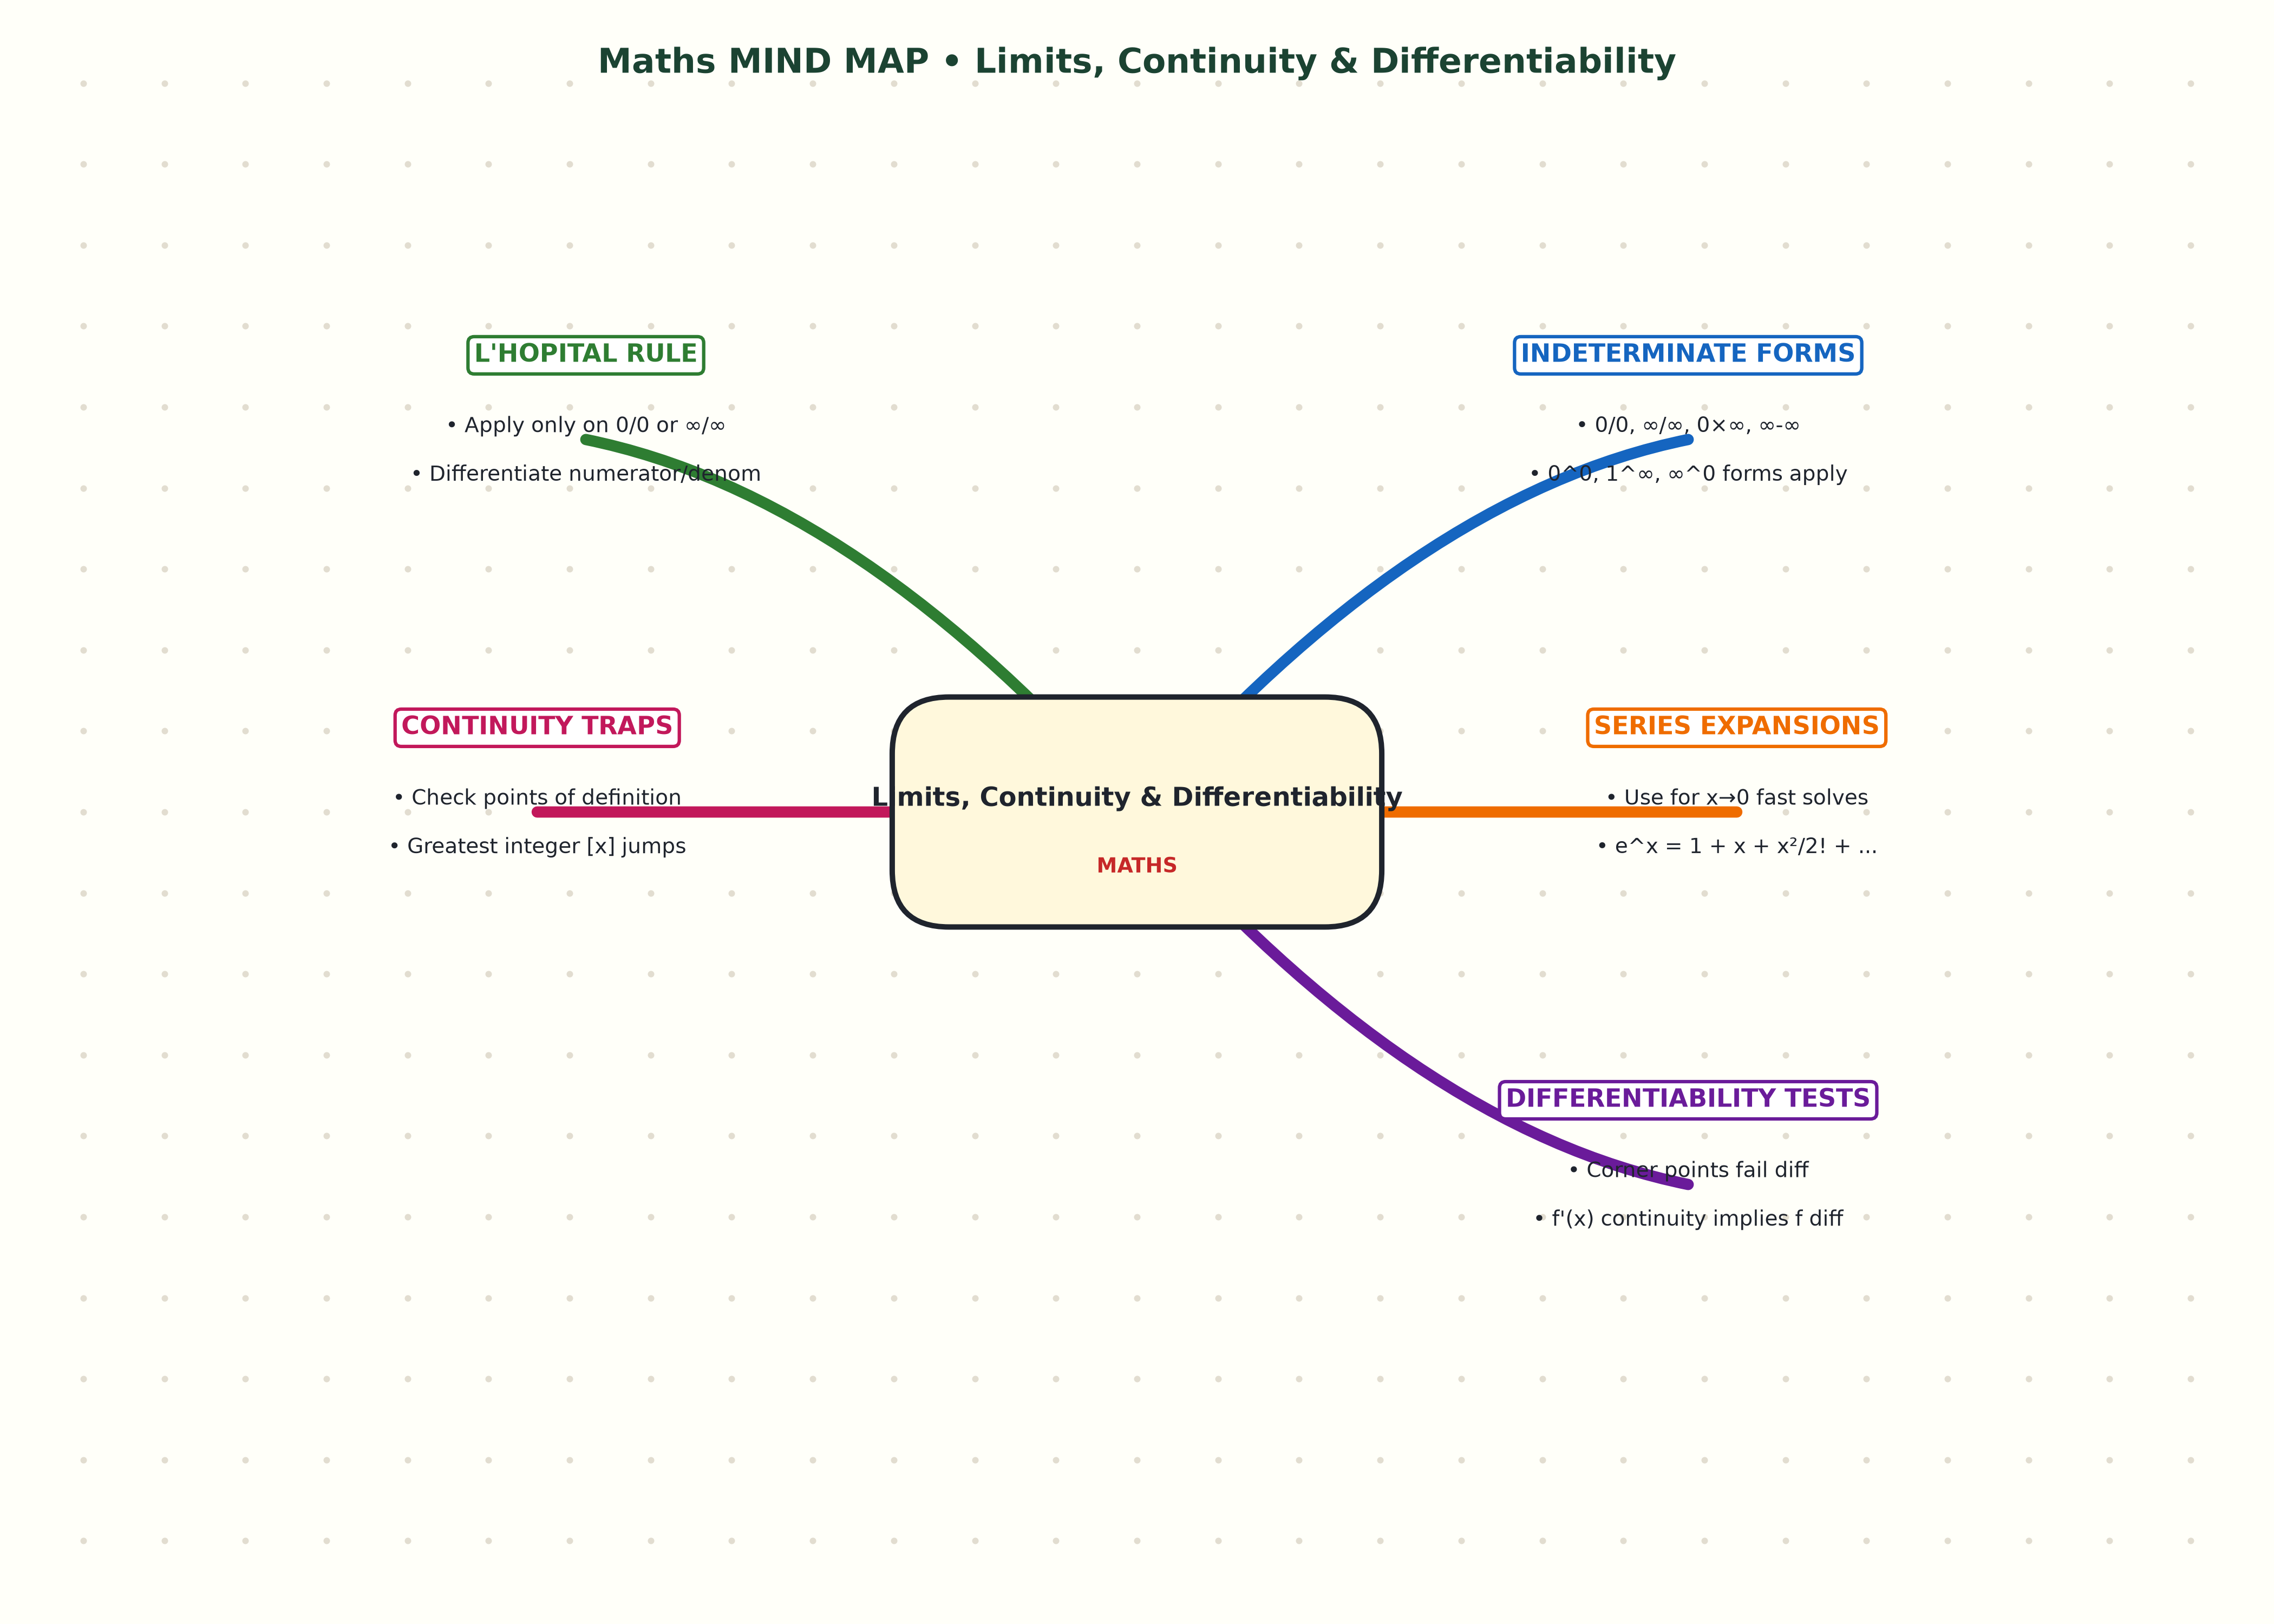 Maths MIND MAP • Limits, Continuity & Differentiability
L'HOPITAL RULE
• Apply only on 0/0 or ∞/∞
• Differentiate numerator/denom
INDETERMINATE FORMS
• 0/0, ∞/∞, 0×∞, ∞-∞
• 0^0, 1^∞, ∞^0 forms apply
CONTINUITY TRAPS
• Check points of definition
• Greatest integer [x] jumps
Limits, Continuity & Differentiability
MATHS
SERIES EXPANSIONS
• Use for x→0 fast solves
• e^x = 1 + x + x²/2! + ...
DIFFERENTIABILITY TESTS
• Corner points fail diff
• f'(x) continuity implies f diff